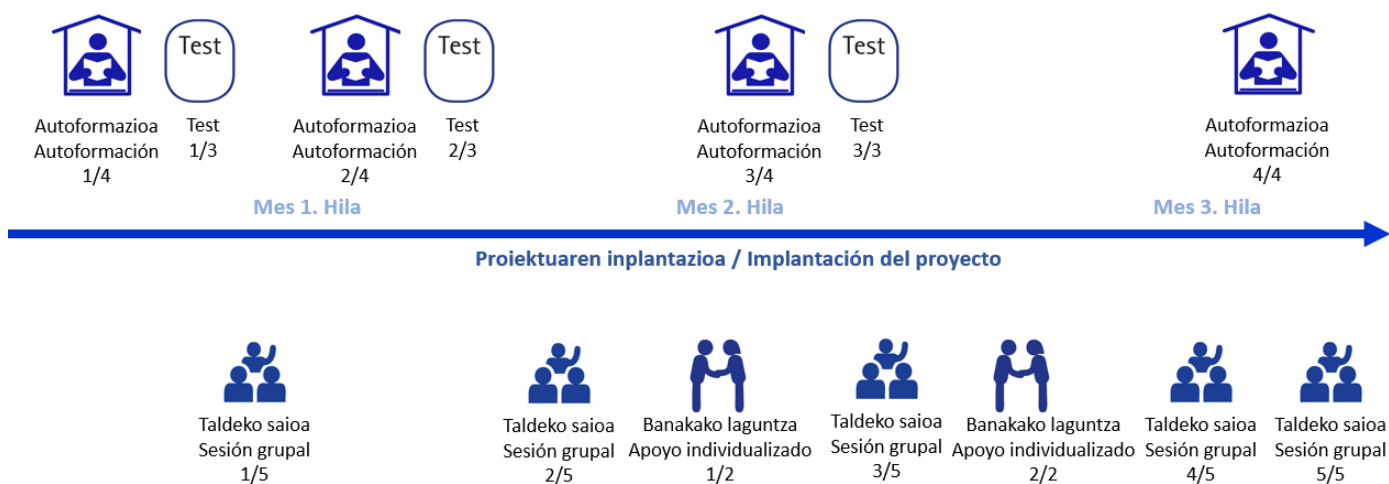 Test
Test
Test
Autoformazioa
Autoformación
1/4
Test
1/3
Autoformazioa
Autoformación
2/4
Test
2/3
Autoformazioa
Autoformación
3/4
Test
3/3
Autoformazioa
Autoformación
4/4
Mes 1. Hila
Mes 2. Hila
Mes 3. Hila
Proiektuaren inplantazioa / Implantación del proyecto
Taldeko saioa
Sesión grupal
1/5
Taldeko saioa
Sesión grupal
2/5
Banakako laguntza
Apoyo individualizado
1/2
Taldeko saioa
Sesión grupal
3/5
Banakako laguntza
Apoyo individualizado
2/2
Taldeko saioa
Sesión grupal
4/5
Taldeko saioa
Sesión grupal
5/5